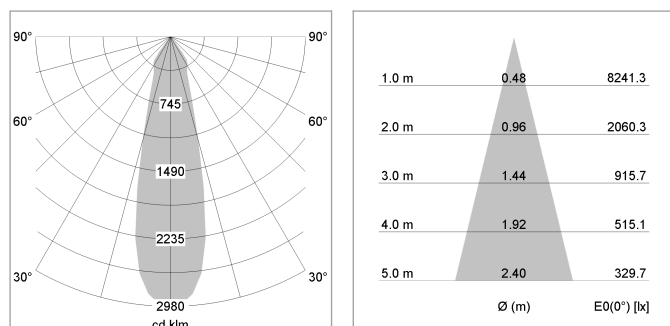 90° 90°
745
60° 60°
1490
2235
30° 30°
2980
cd klm
1.0 m 0.48 8241.3
2.0 m 0.96 2060.3
3.0 m 1.44 915.7
4.0 m 1.92 515.1
5.0 m 2.40 329.7
Ø (m) E0(0°) [lx]